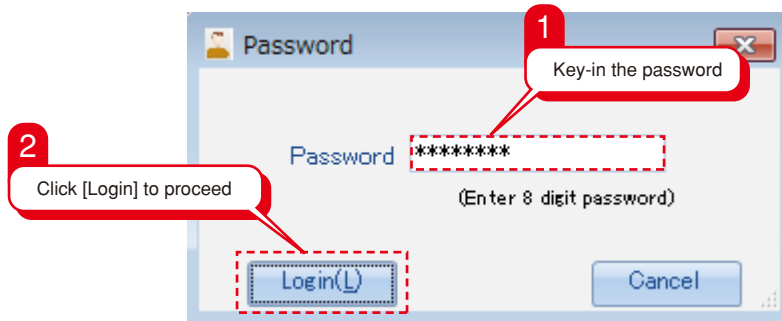 Password
1
Key-in the password
Password ********
(Enter 8 digit password)
2
Click [Login] to proceed
Login(L)
Cancel